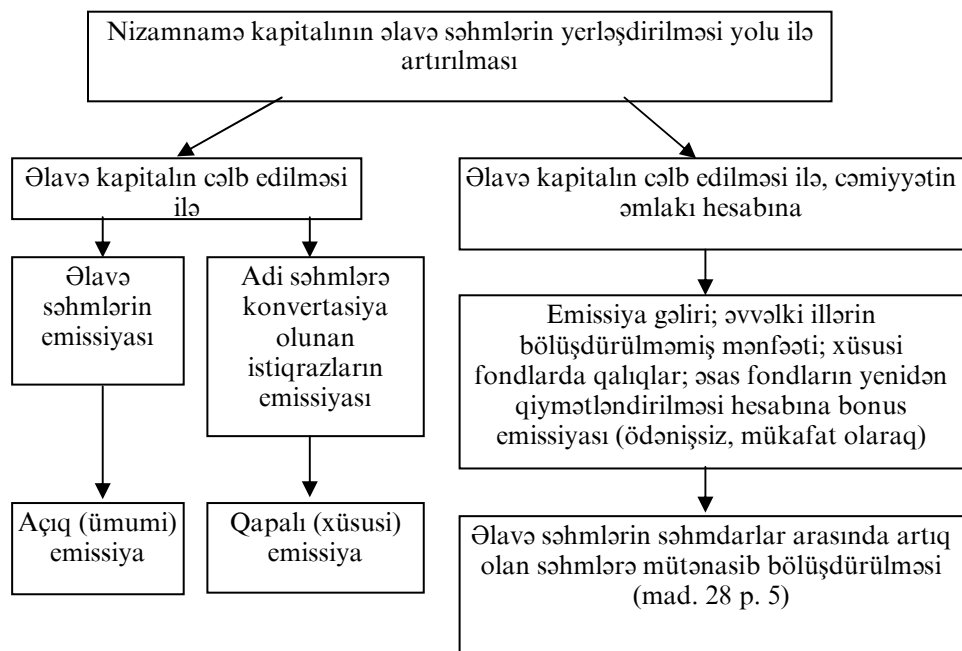 Nizamnamə kapitalının əlavə səhmlərin yerləşdirilməsi yolu ilə
artırılması
Əlavə kapitalın cəlb edilməsi
ilə
Əlavə kapitalın cəlb edilməsi ilə, cəmiyyətin
əmlakı hesabına
Əlavə
səhmlərin
emissiyası
Adi səhmlərə
konvertasiya
olunan
istiqrazların
emissiyası
Emissiya gəliri; əvvəlki illərin
bölüşdürülməmiş mənfəəti; xüsusi
fondlarda qalıqlar; əsas fondların yenidən
qiymətləndirilməsi hesabına bonus
emissiyası (ödənişsiz, mükafat olaraq)
Açıq (ümumi)
emissiya
Qapalı (xüsusi)
emissiya
Əlavə səhmlərin səhmdarlar arasında artıq
olan səhmlərə mütənasib bölüşdürülməsi
(mad. 28 p. 5)